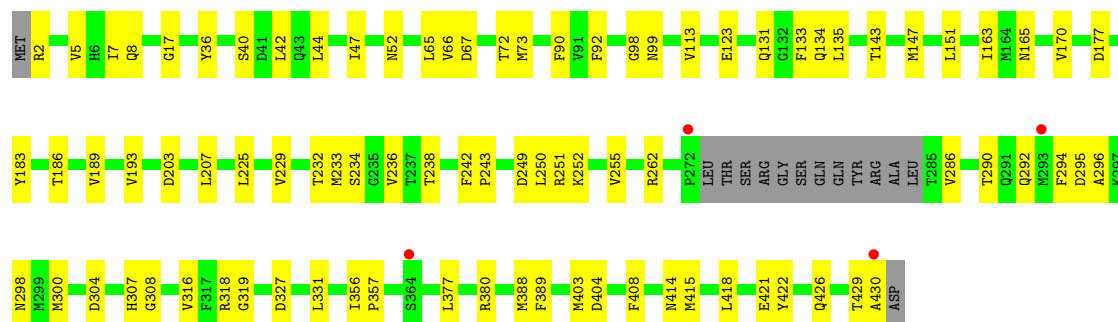 MET R2 V5 H6 I7 Q8 G17 Y36 S40 D41 L42 Q43 L44 I47 N52 L65 V66 D67 T72 M73 F90 V91 F92 G98 N99 V113 E123 Q131 G132 F133 Q134 L135 T143 M147 L151 I163 M164 N165 V170 D177
Y183 T186 V189 V193 D203 L207 L225 V229 T232 M233 S234 G235 V236 T237 T238 F242 P243 D249 L250 R251 K252 V255 R262 P272 LEU THR SER ARG GLY SER GLN GLN TYR ARG ALA LEU T285 V286 T290 Q291 Q292 M293 F294 D295 A296 K297
N298 M299 M300 D304 H307 G308 V316 F317 R318 G319 D327 L331 I356 P357 S364 L377 R380 M388 F389 M403 D404 F408 N414 M415 L418 E421 Y422 Q426 T429 A430 ASP